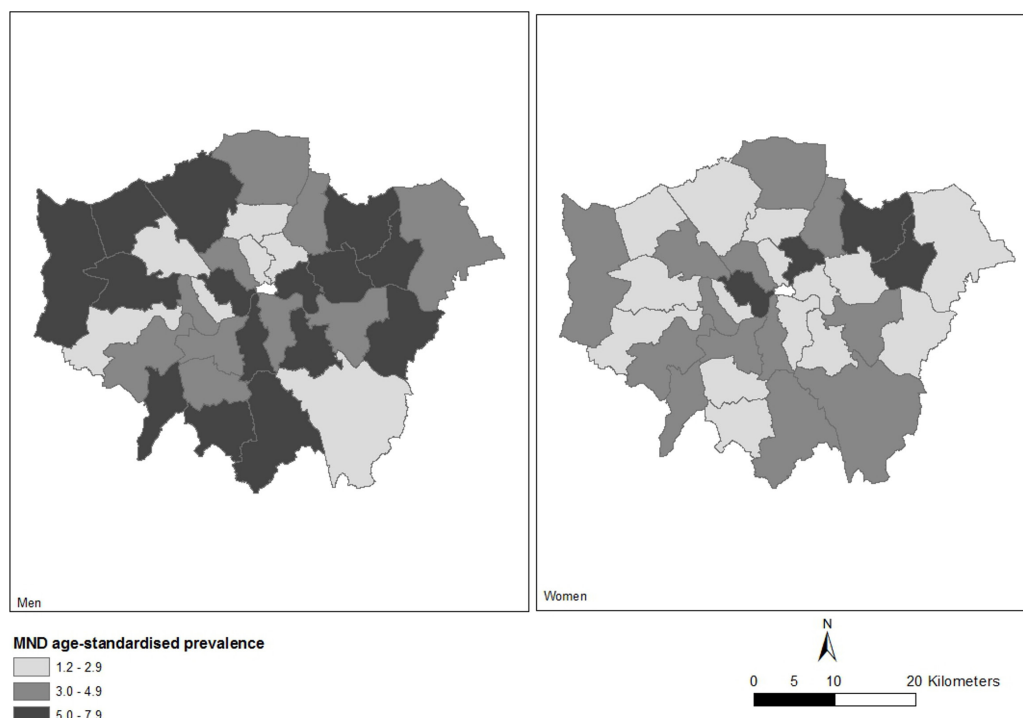 Men
Women
MND age-standardised prevalence
1.2 - 2.9
3.0 - 4.9
5.0 - 7.9
N
0 5 10 20 Kilometers